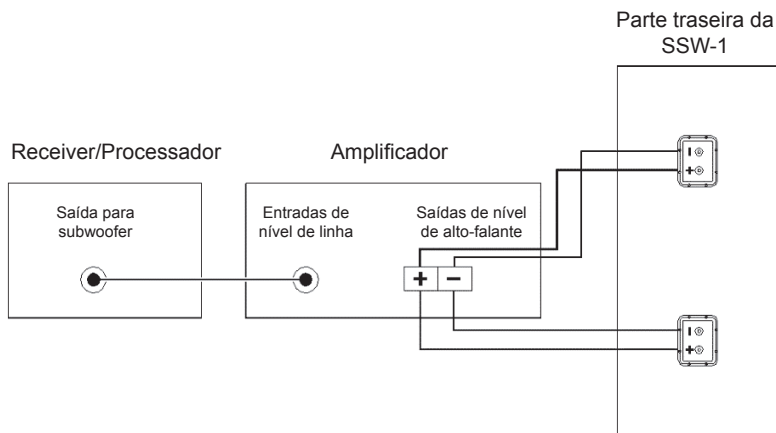 Parte traseira da
SSW-1
Receiver/Processador
Amplificador
Saída para
subwoofer
Entradas de
nível de linha
Saídas de nível
de alto-falante
+ −
−
+
−
+